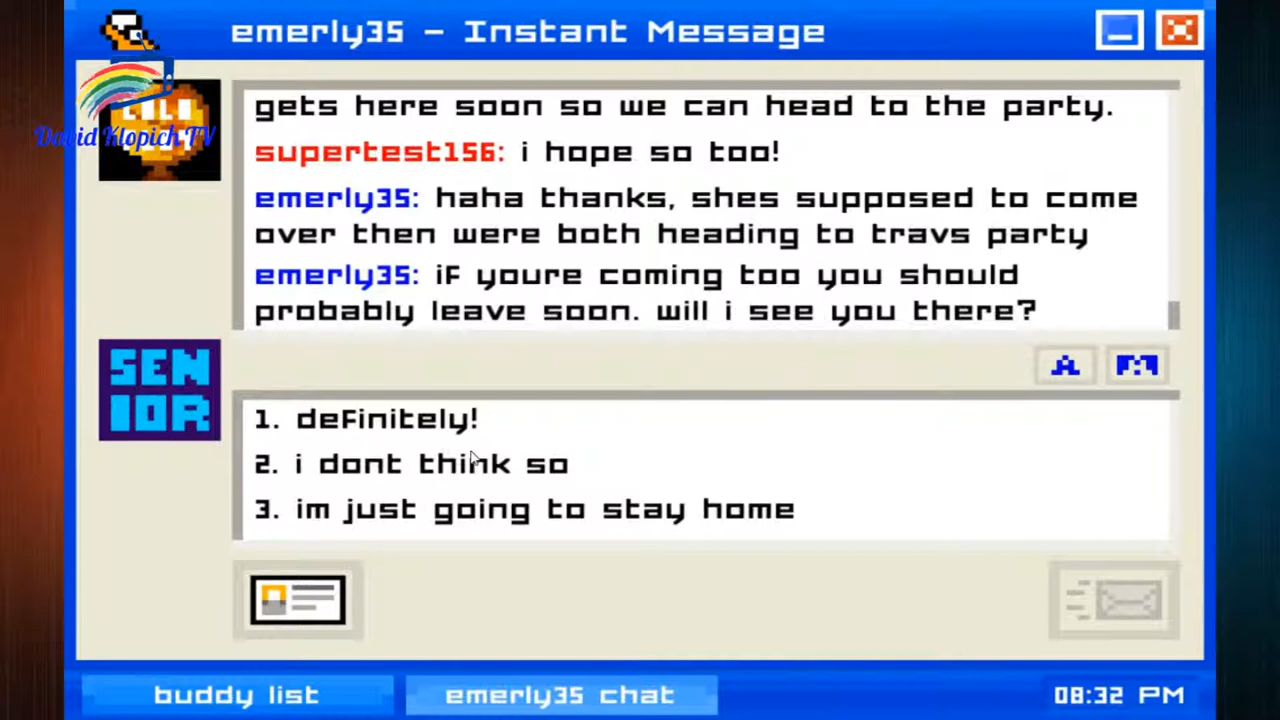 emerly35 - Instant Message
David Klopich TV
gets here soon so we can head to the party.
supertest156: i hope so too!
emerly35: haha thanks, shes supposed to come
over then were both heading to travs party
emerly35: if youre coming too you should
probably leave soon. will i see you there?
SEN
IOR
A
1. definitely!
2. i dont think so
3. im just going to stay home
buddy list
emerly35 chat
08:32 PM